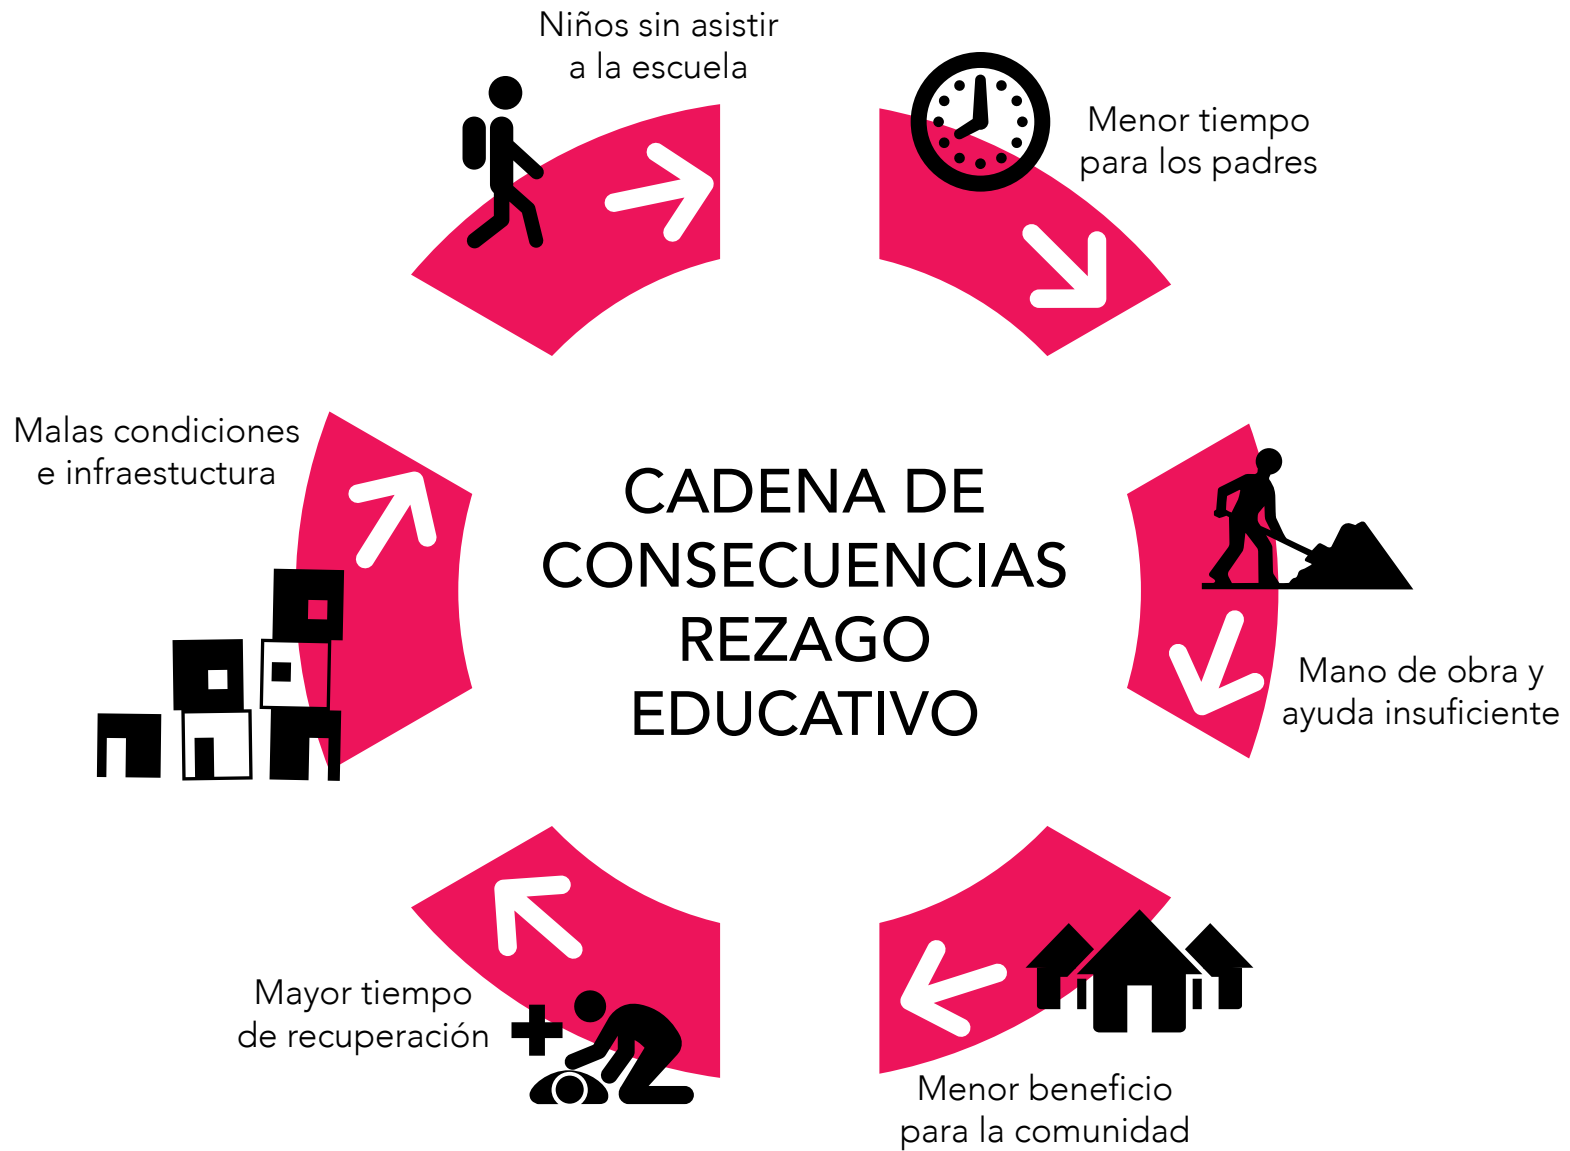 Niños sin asistir
a la escuela
Menor tiempo
para los padres
Malas condiciones
e infraestuctura
CADENA DE
CONSECUENCIAS
REZAGO
EDUCATIVO
Mano de obra y
ayuda insuficiente
Mayor tiempo
de recuperación
Menor beneficio
para la comunidad